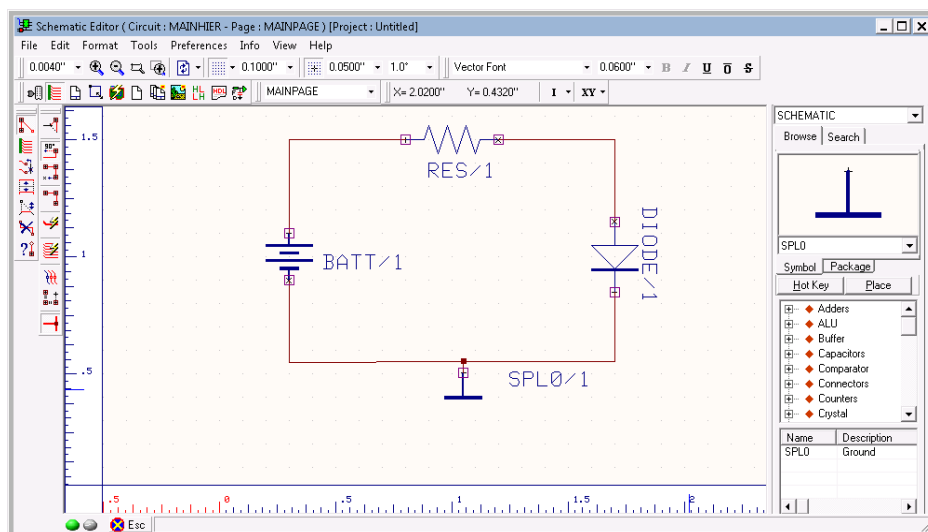 Schematic Editor ( Circuit : MAINHIER - Page : MAINPAGE ) [Project : Untitled]
File Edit Format Tools Preferences Info View Help
0.0040" 0.1000" 0.0500" 1.0° Vector Font 0.0600" B I U O S
MAINPAGE X= 2.0200" Y= 0.4320" I XY
SCHEMATIC
Browse Search
1.5
RES/1
90°
DIODE/1
SPL0
1
BATT/1
Symbol Package
Hot Key Place
Adders
ALU
Buffer
Capacitors
Comparator
Connectors
Counters
Crystal
.5
SPL0/1
Name Description
SPL0 Ground
.5 0 .5 1 1.5 2
Esc